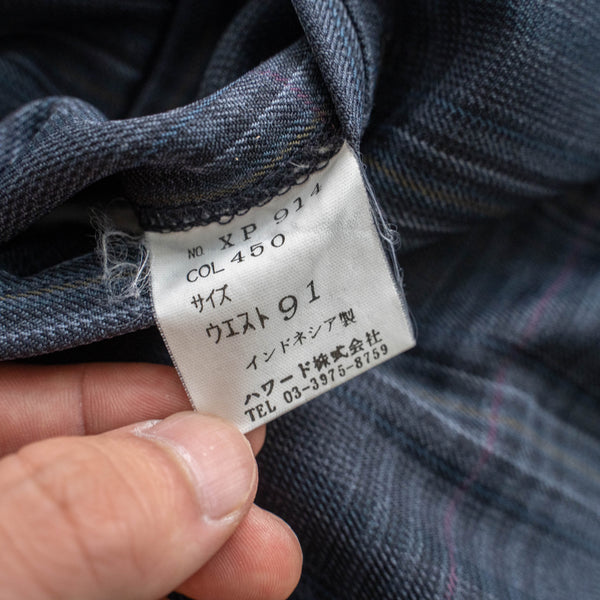 NO. XP 914
COL 450
サイズ
ウエスト 91
インドネシア製
ハワード株式会社
TEL 03-3975-8759